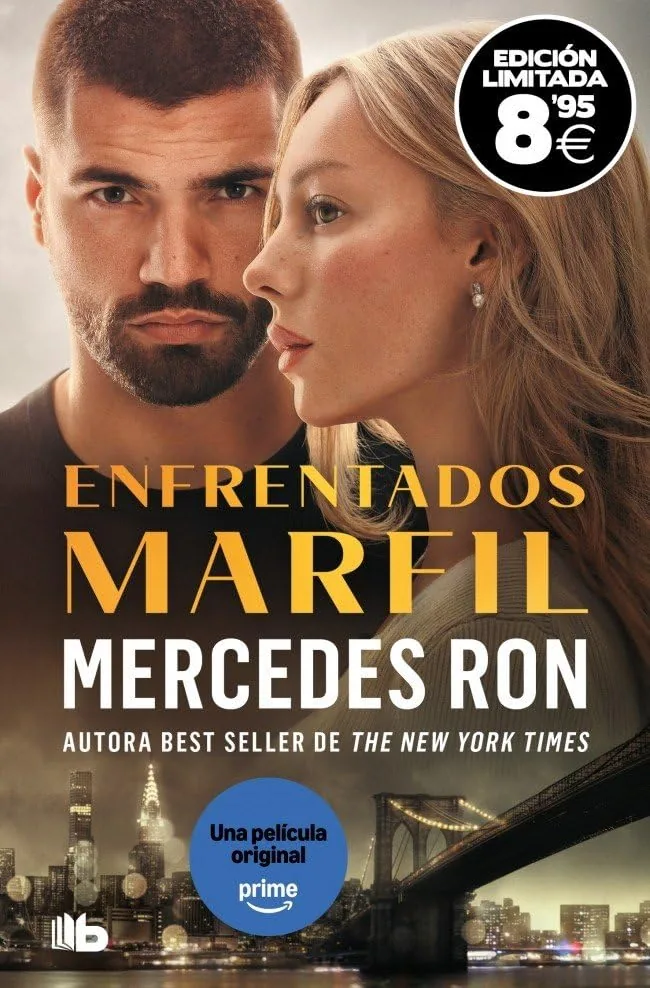 EDICIÓN
LIMITADA
8'95 €
ENFRENTADOS
MARFIL
MERCEDES RON
AUTORA BEST SELLER DE THE NEW YORK TIMES
Una película
original
prime
b